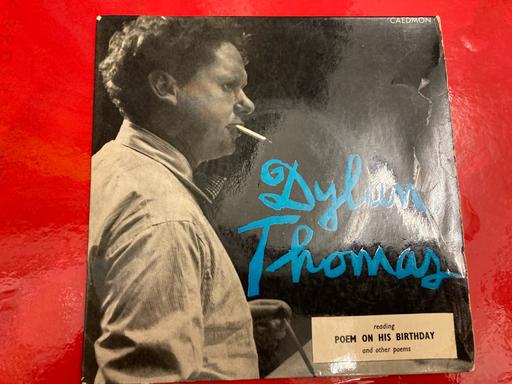 CAEDMON
Dylan
Thomas
reading
POEM ON HIS BIRTHDAY
and other poems